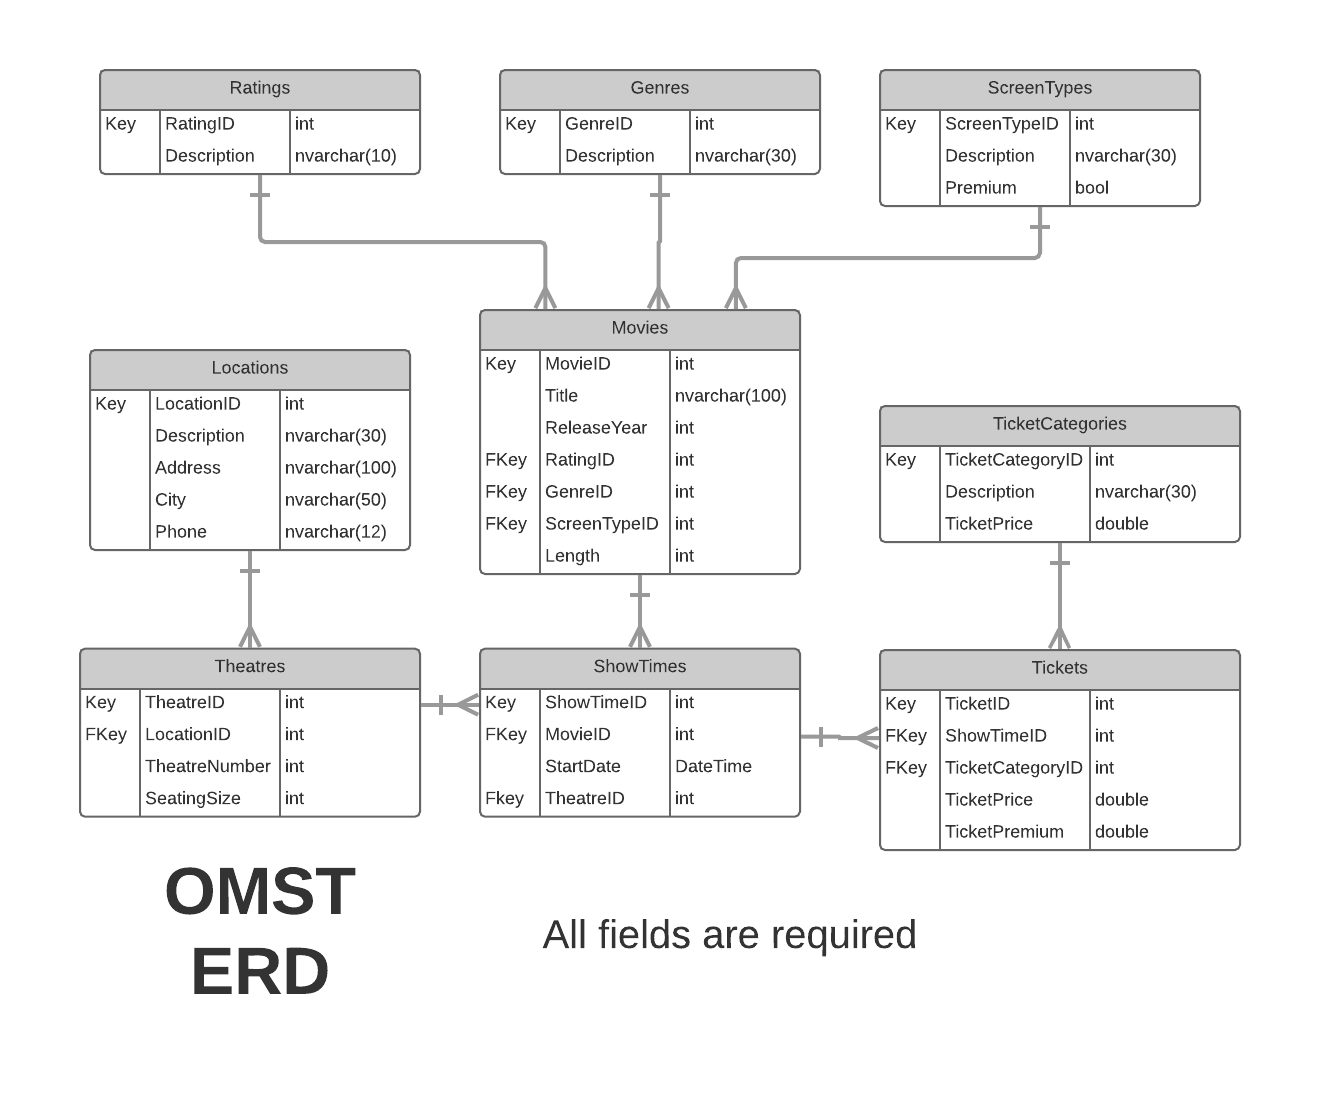 Ratings
Key RatingID int
Description nvarchar(10)
Genres
Key GenreID int
Description nvarchar(30)
ScreenTypes
Key ScreenTypeID int
Description nvarchar(30)
Premium bool
Movies
Key MovieID int
Title nvarchar(100)
ReleaseYear int
FKey RatingID int
FKey GenreID int
FKey ScreenTypeID int
Length int
Locations
Key LocationID int
Description nvarchar(30)
Address nvarchar(100)
City nvarchar(50)
Phone nvarchar(12)
TicketCategories
Key TicketCategoryID int
Description nvarchar(30)
TicketPrice double
Theatres
Key TheatreID int
FKey LocationID int
TheatreNumber int
SeatingSize int
ShowTimes
Key ShowTimeID int
FKey MovieID int
StartDate DateTime
Fkey TheatreID int
Tickets
Key TicketID int
FKey ShowTimeID int
FKey TicketCategoryID int
TicketPrice double
TicketPremium double
OMST
ERD
All fields are required